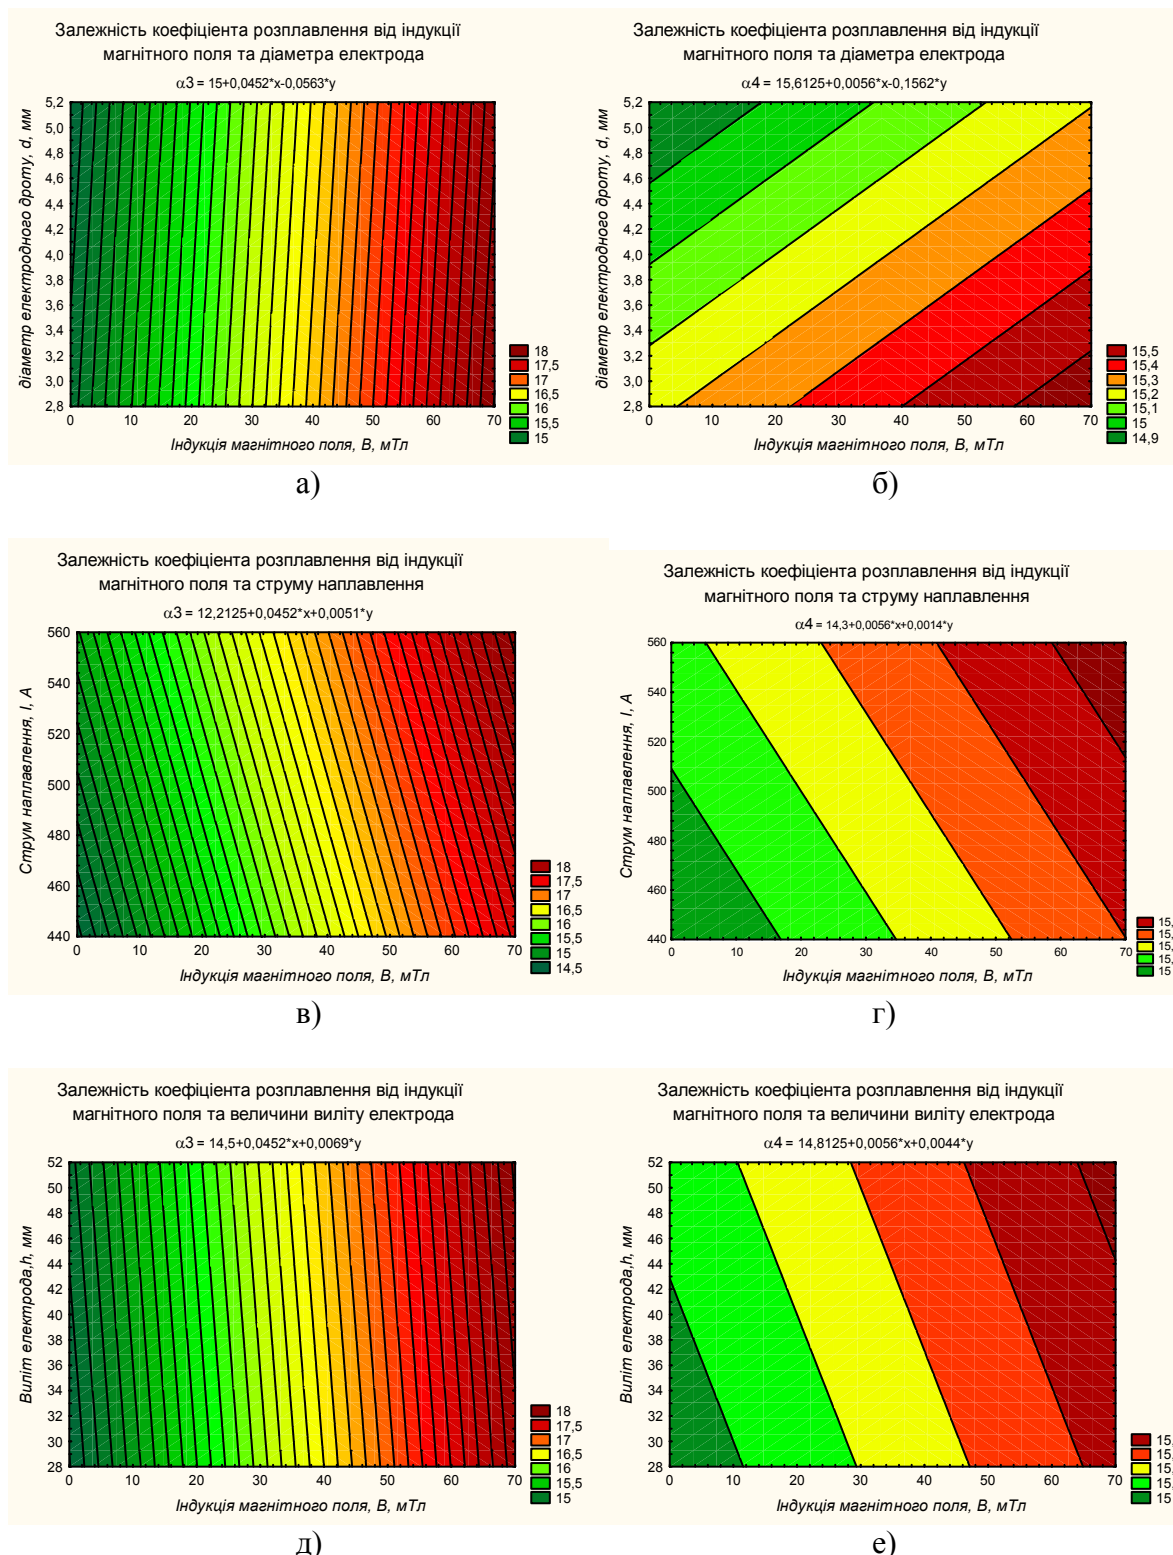 Залежність коефіцієнта розплавлення від індукції
магнітного поля та діаметра електрода
α3 = 15+0,0452*x-0,0563*y
діаметр електродного дроту, d, мм
5,2
5,0
4,8
4,6
4,4
4,2
4,0
3,8
3,6
3,4
3,2
3,0
2,8
0 10 20 30 40 50 60 70
Індукція магнітного поля, В, мТл
18
17,5
17
16,5
16
15,5
15
а)
Залежність коефіцієнта розплавлення від індукції
магнітного поля та діаметра електрода
α4 = 15,6125+0,0056*x-0,1562*y
діаметр електродного дроту, d, мм
5,2
5,0
4,8
4,6
4,4
4,2
4,0
3,8
3,6
3,4
3,2
3,0
2,8
0 10 20 30 40 50 60 70
Індукція магнітного поля, В, мТл
15,5
15,4
15,3
15,2
15,1
15
14,9
б)
Залежність коефіцієнта розплавлення від індукції
магнітного поля та струму наплавлення
α3 = 12,2125+0,0452*x+0,0051*y
Струм наплавлення, І, А
560
540
520
500
480
460
440
0 10 20 30 40 50 60 70
Індукція магнітного поля, В, мТл
18
17,5
17
16,5
16
15,5
15
14,5
в)
Залежність коефіцієнта розплавлення від індукції
магнітного поля та струму наплавлення
α4 = 14,3+0,0056*x+0,0014*y
Струм наплавлення, І, А
560
540
520
500
480
460
440
0 10 20 30 40 50 60 70
Індукція магнітного поля, В, мТл
15,
15,
15,
15,
15
г)
Залежність коефіцієнта розплавлення від індукції
магнітного поля та величини виліту електрода
α3 = 14,5+0,0452*x+0,0069*y
Виліт електрода,h, мм
52
50
48
46
44
42
40
38
36
34
32
30
28
0 10 20 30 40 50 60 70
Індукція магнітного поля, В, мТл
18
17,5
17
16,5
16
15,5
15
д)
Залежність коефіцієнта розплавлення від індукції
магнітного поля та величини виліту електрода
α4 = 14,8125+0,0056*x+0,0044*y
Виліт електрода,h, мм
52
50
48
46
44
42
40
38
36
34
32
30
28
0 10 20 30 40 50 60 70
Індукція магнітного поля, В, мТл
15,
15,
15,
15,
15
е)